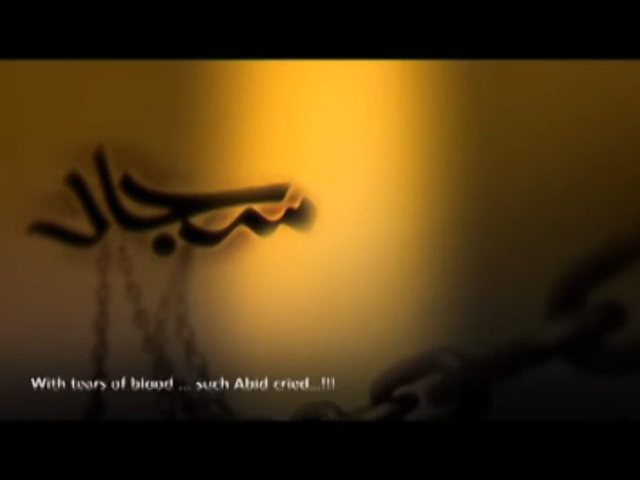 سجاد
With tears of blood ... such Abid cried...!!!